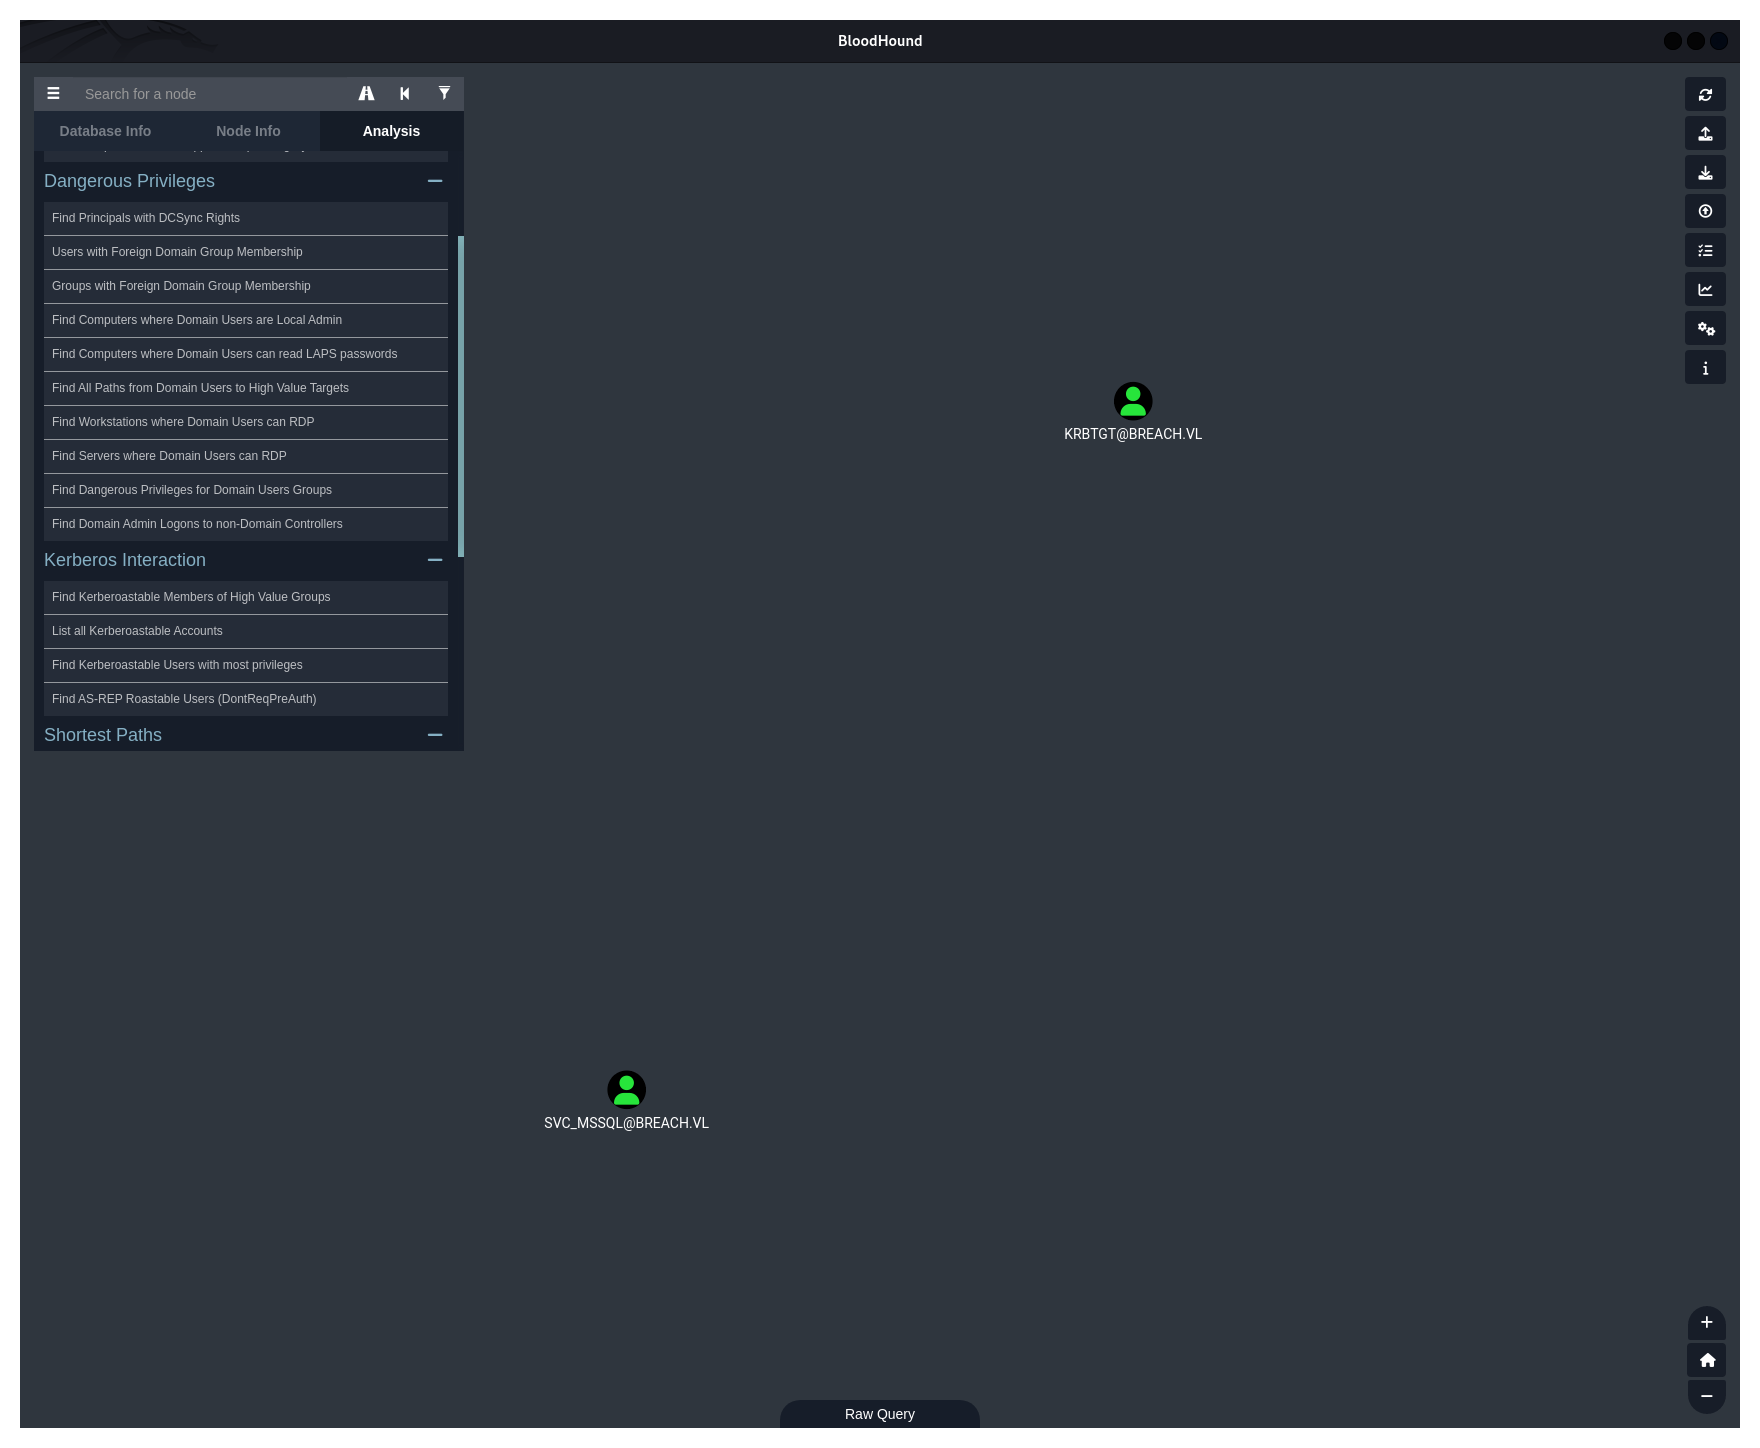 BloodHound
Search for a node
Database Info
Node Info
Analysis
Dangerous Privileges
Find Principals with DCSync Rights
Users with Foreign Domain Group Membership
Groups with Foreign Domain Group Membership
Find Computers where Domain Users are Local Admin
Find Computers where Domain Users can read LAPS passwords
Find All Paths from Domain Users to High Value Targets
Find Workstations where Domain Users can RDP
Find Servers where Domain Users can RDP
Find Dangerous Privileges for Domain Users Groups
Find Domain Admin Logons to non-Domain Controllers
Kerberos Interaction
Find Kerberoastable Members of High Value Groups
List all Kerberoastable Accounts
Find Kerberoastable Users with most privileges
Find AS-REP Roastable Users (DontReqPreAuth)
Shortest Paths
KRBTGT@BREACH.VL
SVC_MSSQL@BREACH.VL
Raw Query